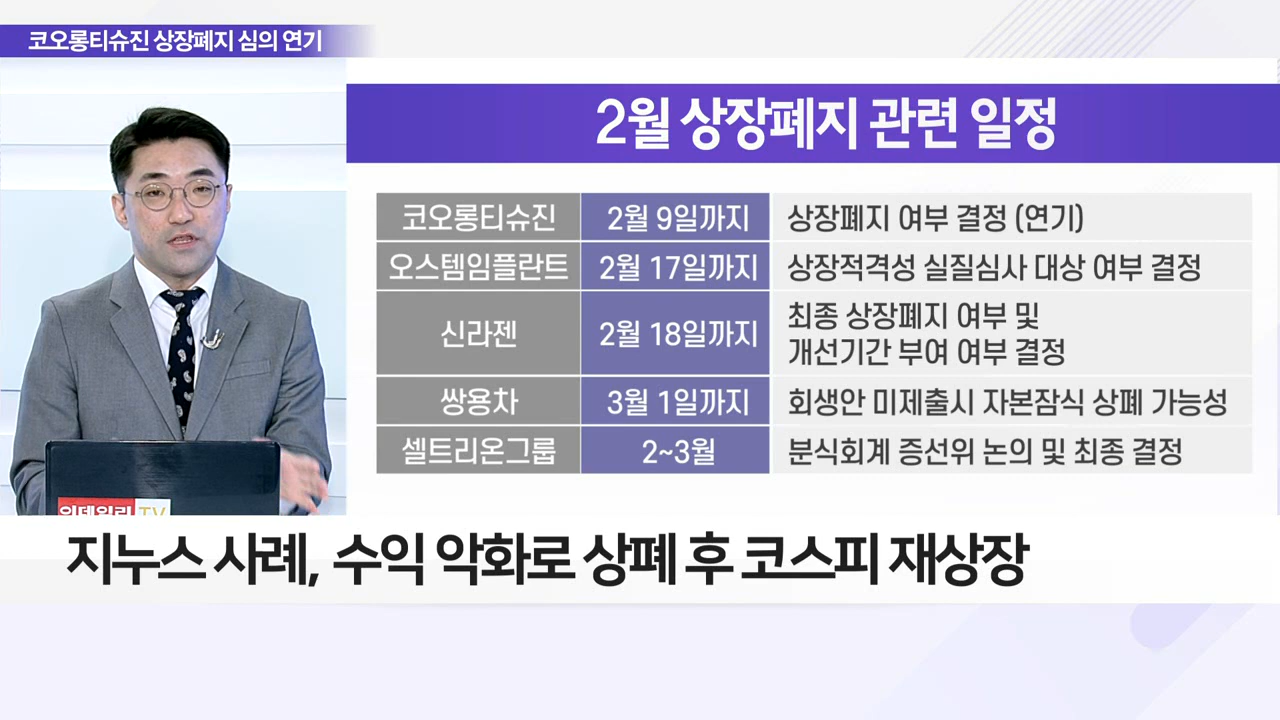 코오롱티슈진 상장폐지 심의 연기
2월 상장폐지 관련 일정
코오롱티슈진 2월 9일까지 상장폐지 여부 결정 (연기)
오스템임플란트 2월 17일까지 상장적격성 실질심사 대상 여부 결정
신라젠 2월 18일까지 최종 상장폐지 여부 및
개선기간 부여 여부 결정
쌍용차 3월 1일까지 회생안 미제출시 자본잠식 상폐 가능성
셀트리온그룹 2~3월 분식회계 증선위 논의 및 최종 결정
이데일리 TV
지누스 사례, 수익 악화로 상폐 후 코스피 재상장